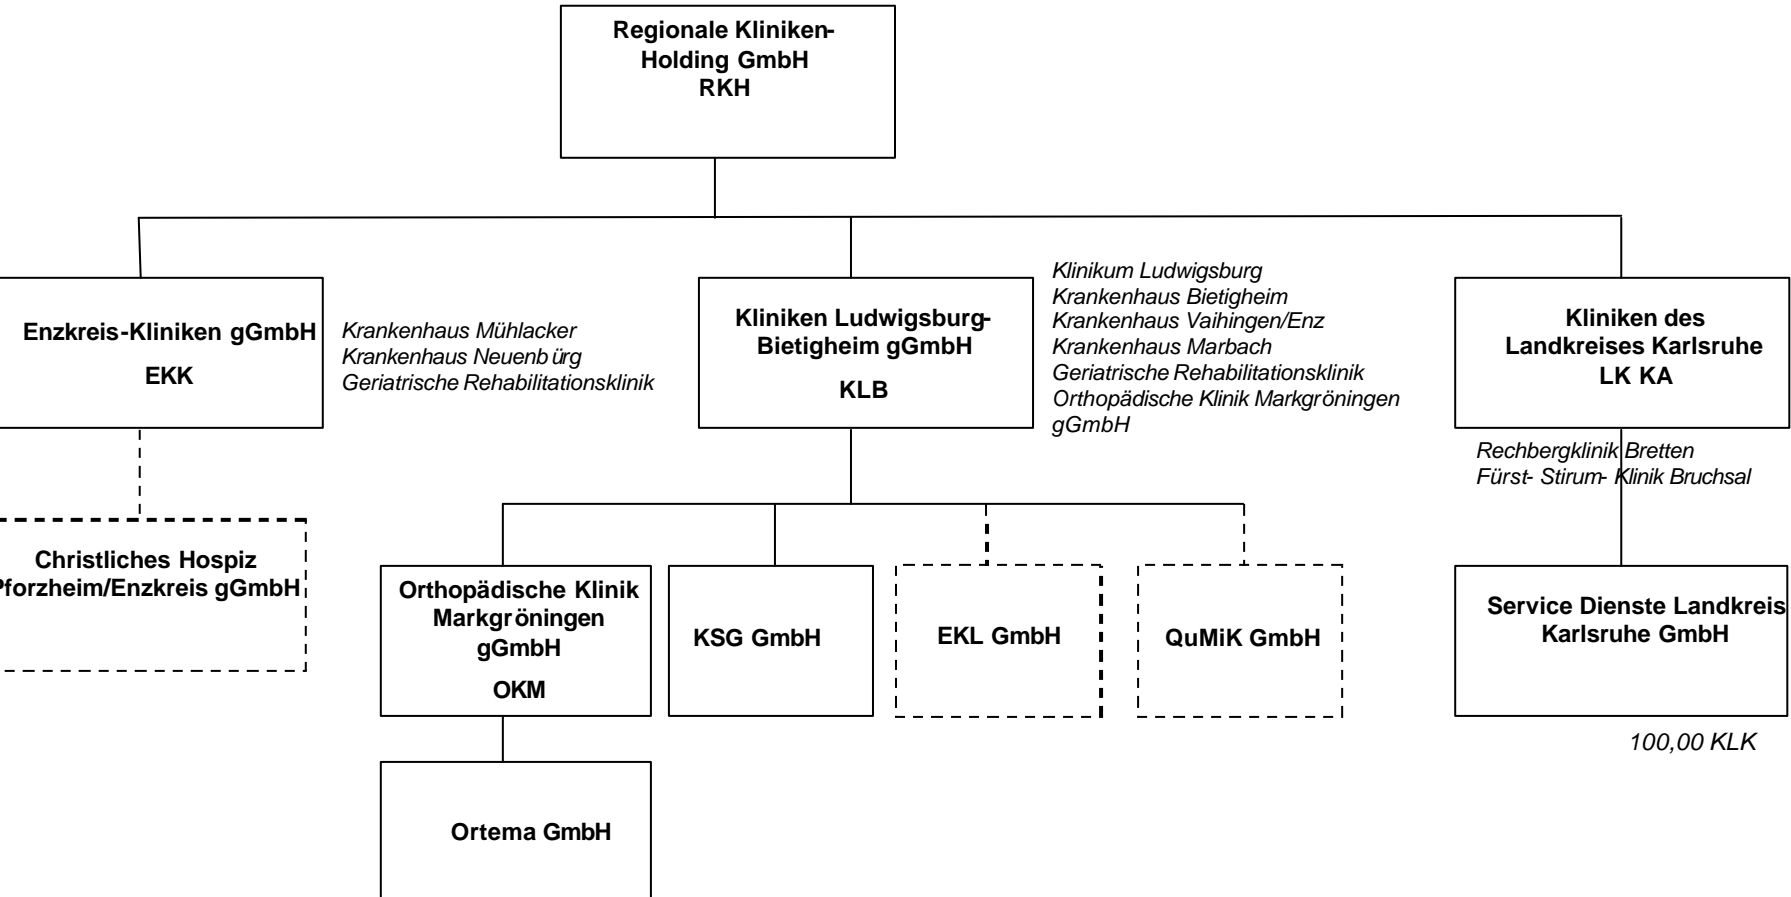 Regionale Kliniken-
Holding GmbH
RKH
Enzkreis-Kliniken gGmbH
EKK
Krankenhaus Mühlacker
Krankenhaus Neuenbürg
Geriatrische Rehabilitationsklinik
Kliniken Ludwigsburg-
Bietigheim gGmbH
KLB
Klinikum Ludwigsburg
Krankenhaus Bietigheim
Krankenhaus Vaihingen/Enz
Krankenhaus Marbach
Geriatrische Rehabilitationsklinik
Orthopädische Klinik Markgröningen
gGmbH
Kliniken des
Landkreises Karlsruhe
LK KA
Rechbergklinik Bretten
Fürst- Stirum- Klinik Bruchsal
Christliches Hospiz
Pforzheim/Enzkreis gGmbH
Orthopädische Klinik
Markgröningen
gGmbH
OKM
KSG GmbH
EKL GmbH
QuMiK GmbH
Service Dienste Landkreis
Karlsruhe GmbH
100,00 KLK
Ortema GmbH